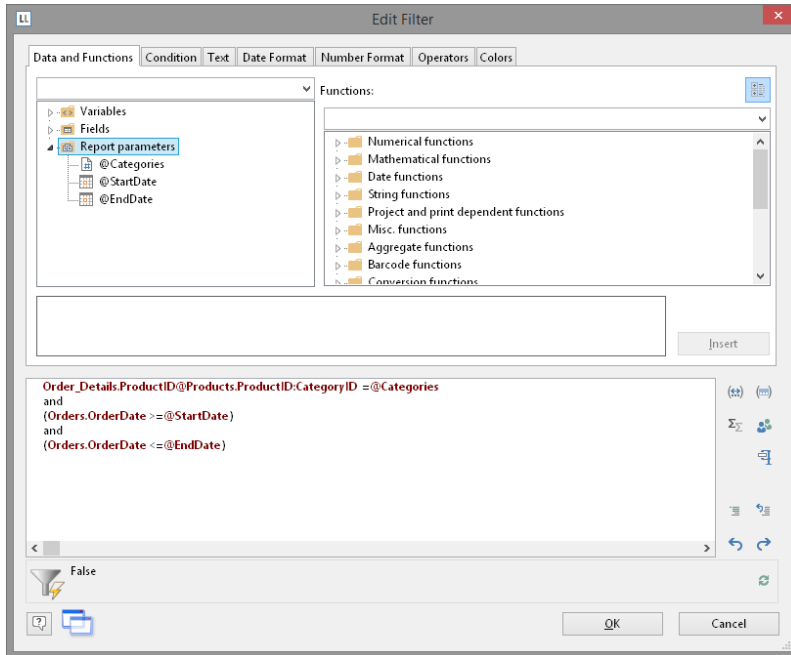 LL
Edit Filter
Data and Functions Condition Text Date Format Number Format Operators Colors
Functions:
Variables
Fields
Report parameters
@Categories
@StartDate
@EndDate
Numerical functions
Mathematical functions
Date functions
String functions
Project and print dependent functions
Misc. functions
Aggregate functions
Barcode functions
Conversion functions
Insert
Order_Details.ProductID@Products.ProductID:CategoryID =@Categories
and
(Orders.OrderDate >=@StartDate)
and
(Orders.OrderDate <=@EndDate)
False
OK Cancel